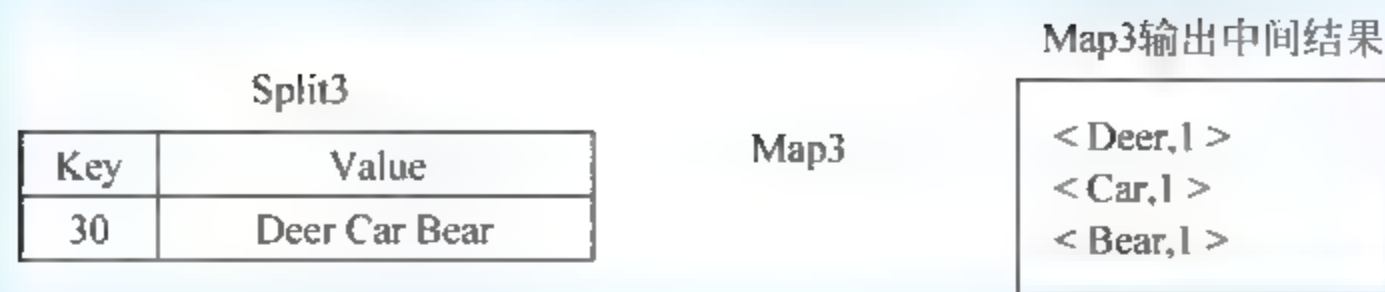 Split3
Key Value
30 Deer Car Bear
Map3
Map3输出中间结果
< Deer,1 >
< Car,1 >
< Bear,1 >